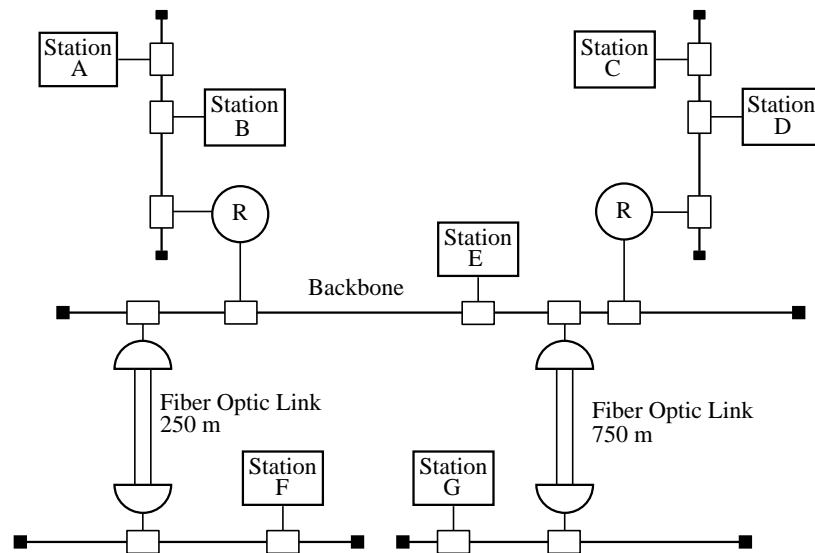 Station
A
Station
B
R
Station
C
Station
D
R
Station
E
Backbone
Fiber Optic Link
250 m
Fiber Optic Link
750 m
Station
F
Station
G